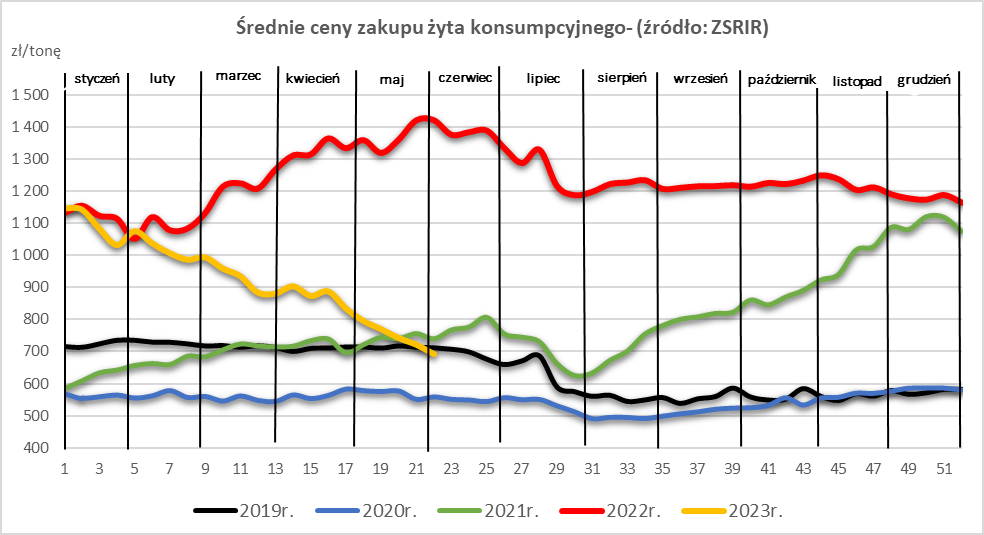 Średnie ceny zakupu żyta konsumpcyjnego- (źródło: ZSRIR)
zł/tonę
styczeń luty marzec kwiecień maj czerwiec lipiec sierpień wrzesień październik listopad grudzień
1 500
1 400
1 300
1 200
1 100
1 000
900
800
700
600
500
400
1 3 5 7 9 11 13 15 17 19 21 23 25 27 29 31 33 35 37 39 41 43 45 47 49 51
2019r. 2020r. 2021r. 2022r. 2023r.